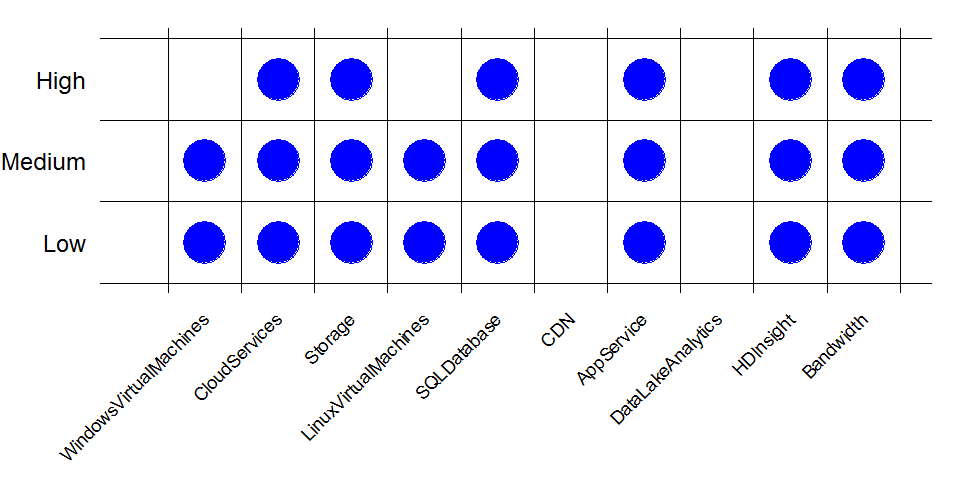 High
Medium
Low
WindowsVirtualMachines
CloudServices
Storage
LinuxVirtualMachines
SQLDatabase
CDN
AppService
DataLakeAnalytics
HDInsight
Bandwidth